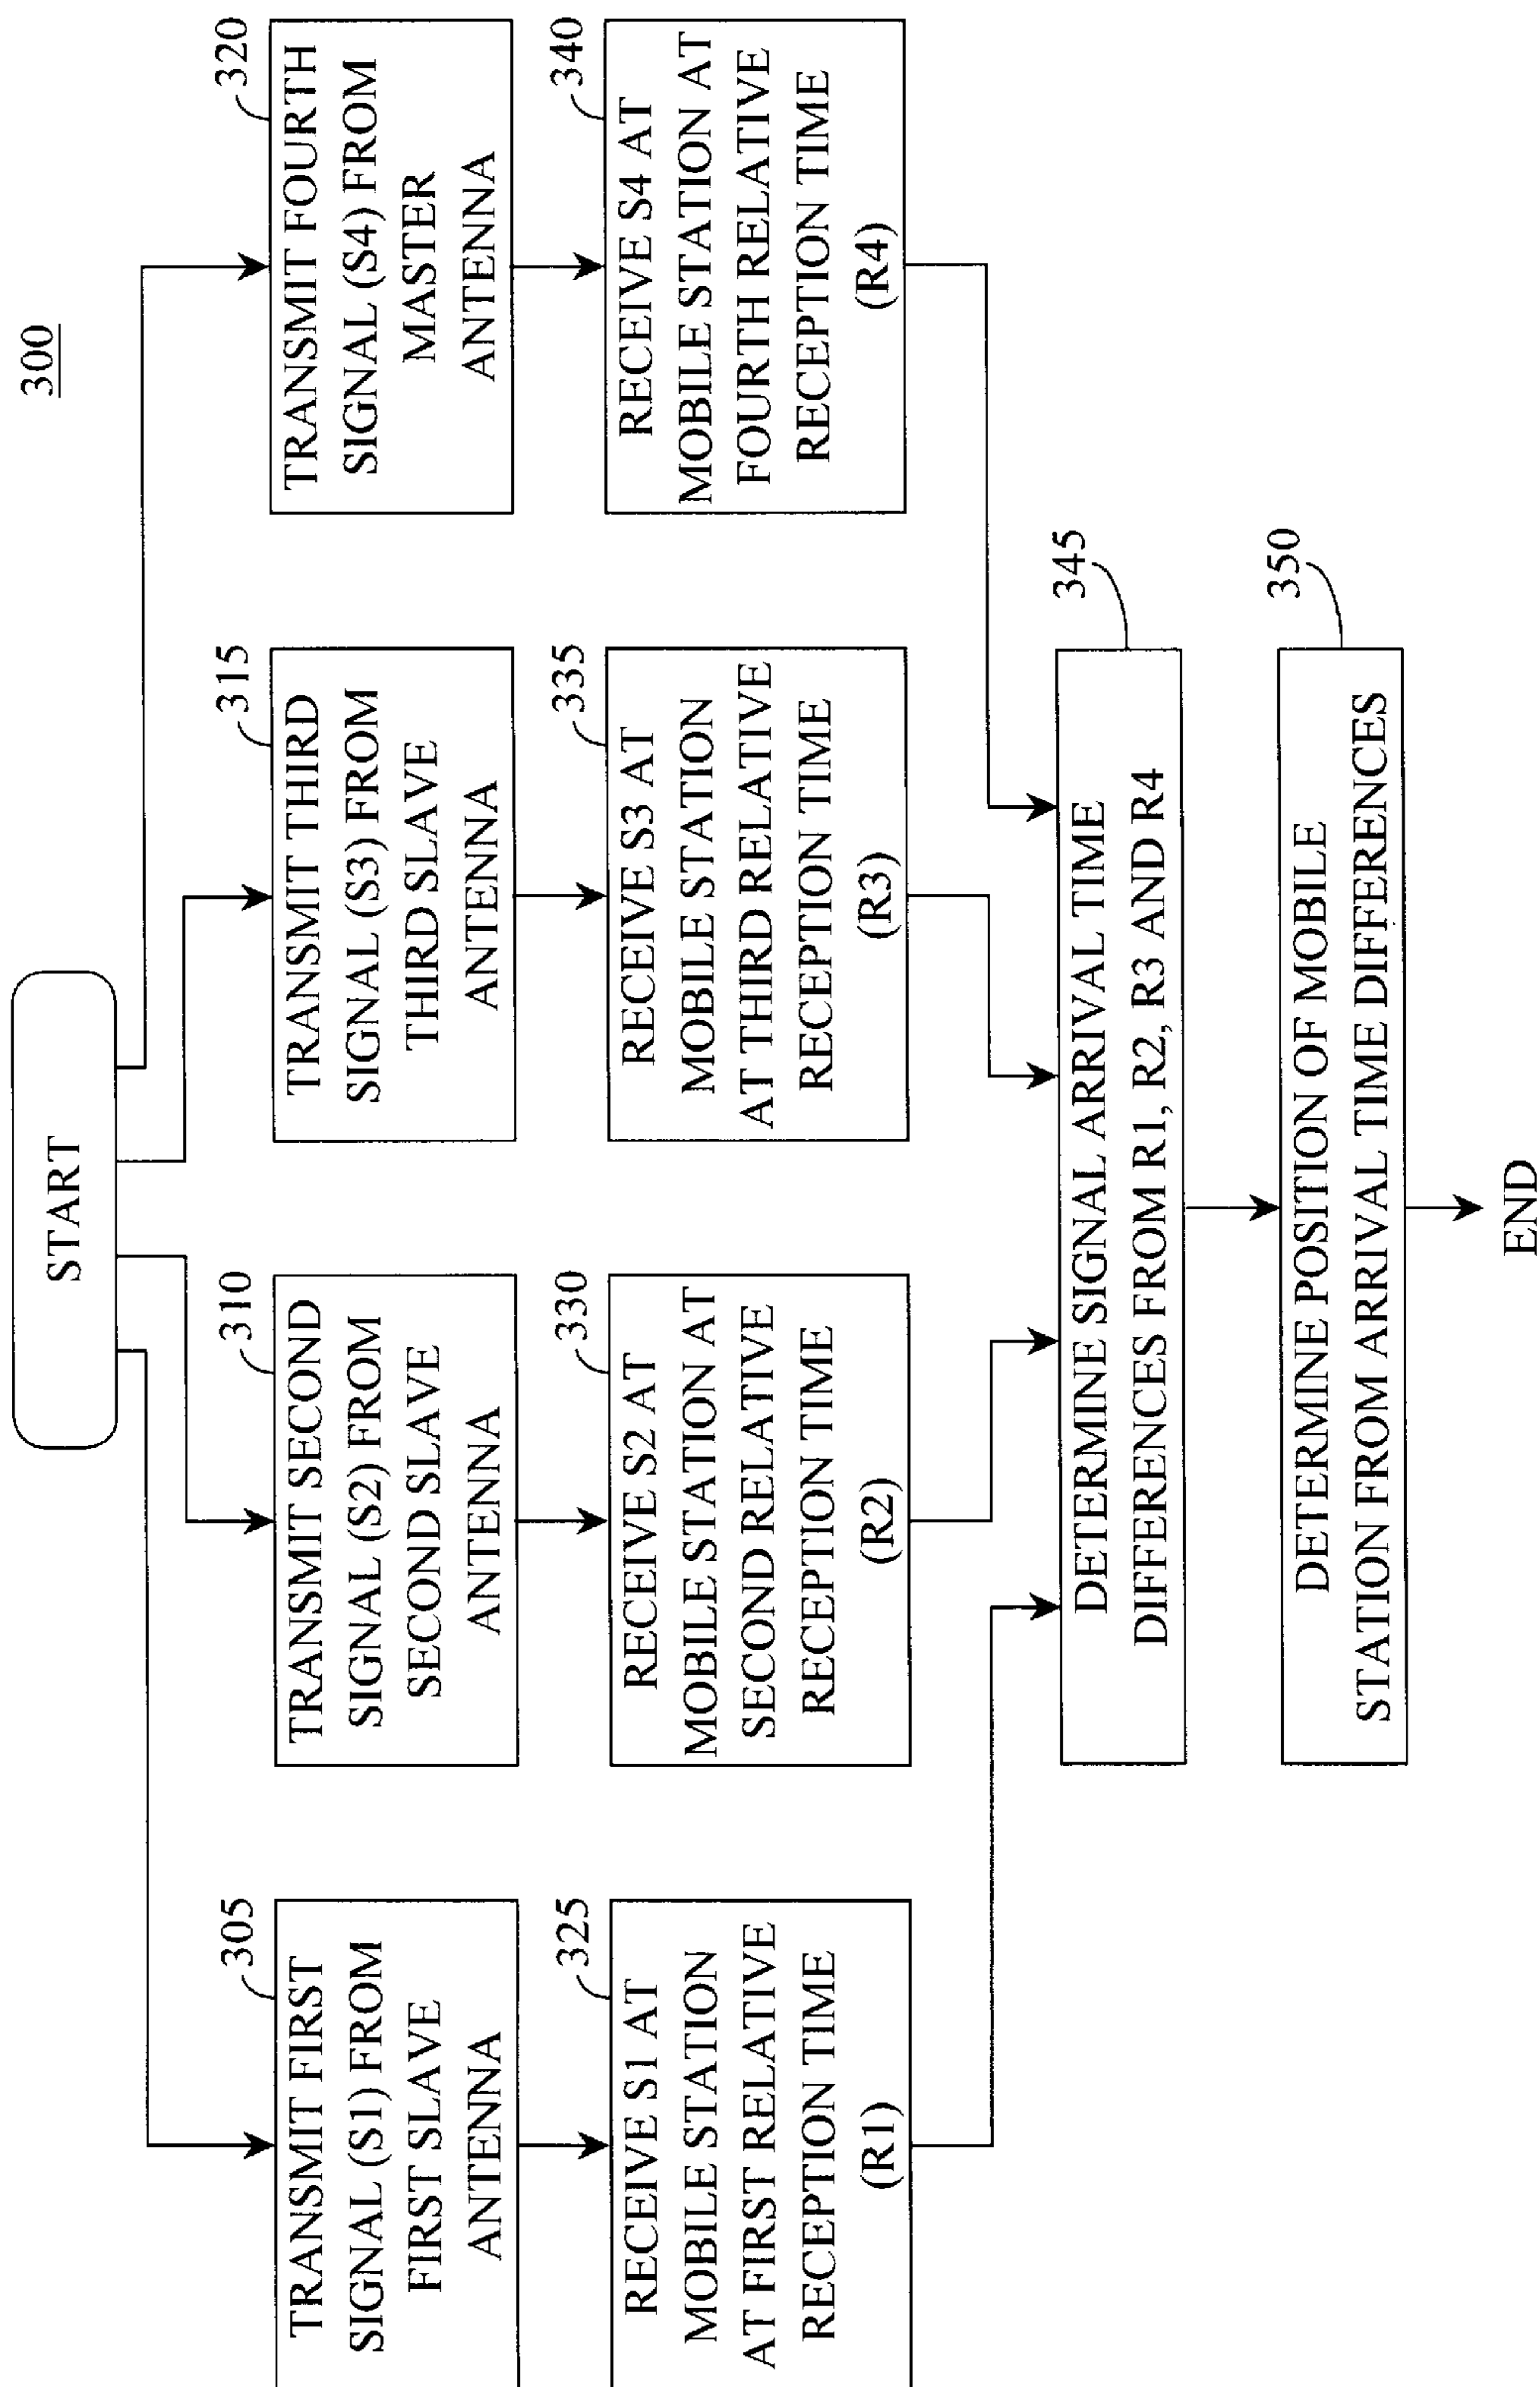 300
START
305
TRANSMIT FIRST
SIGNAL (S1) FROM
FIRST SLAVE
ANTENNA
310
TRANSMIT SECOND
SIGNAL (S2) FROM
SECOND SLAVE
ANTENNA
315
TRANSMIT THIRD
SIGNAL (S3) FROM
THIRD SLAVE
ANTENNA
320
TRANSMIT FOURTH
SIGNAL (S4) FROM
MASTER
ANTENNA
325
RECEIVE S1 AT
MOBILE STATION
AT FIRST RELATIVE
RECEPTION TIME
(R1)
330
RECEIVE S2 AT
MOBILE STATION AT
SECOND RELATIVE
RECEPTION TIME
(R2)
335
RECEIVE S3 AT
MOBILE STATION
AT THIRD RELATIVE
RECEPTION TIME
(R3)
340
RECEIVE S4 AT
MOBILE STATION AT
FOURTH RELATIVE
RECEPTION TIME
(R4)
345
DETERMINE SIGNAL ARRIVAL TIME
DIFFERENCES FROM R1, R2, R3 AND R4
350
DETERMINE POSITION OF MOBILE
STATION FROM ARRIVAL TIME DIFFERENCES
END